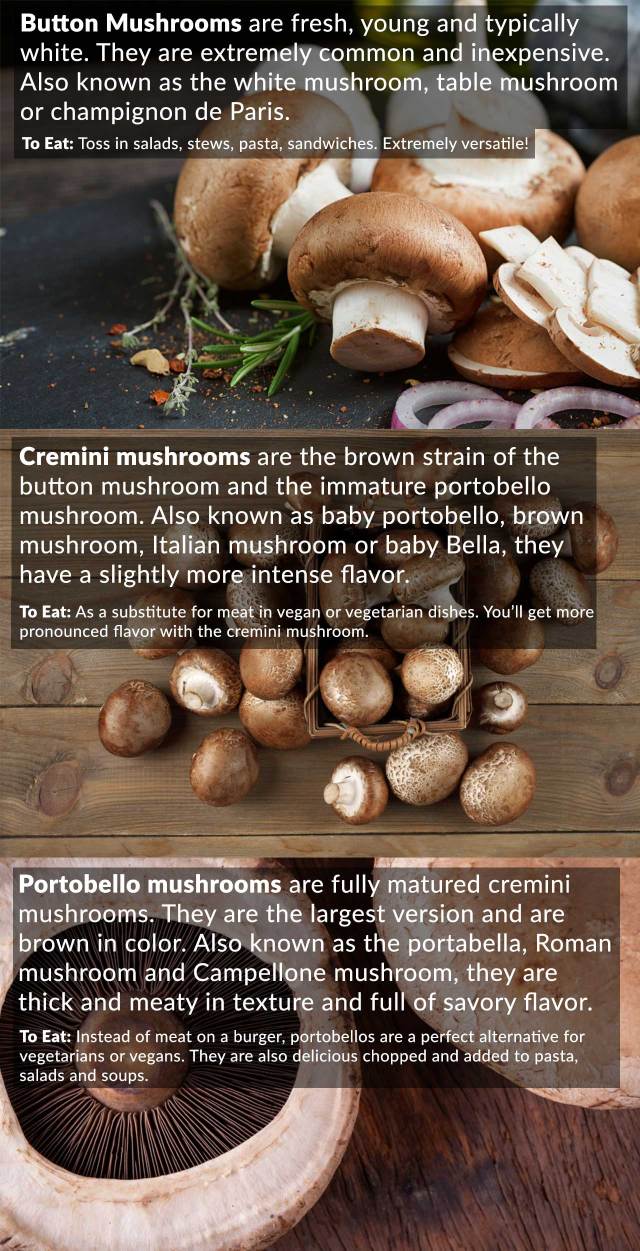 Button Mushrooms are fresh, young and typically
white. They are extremely common and inexpensive.
Also known as the white mushroom, table mushroom
or champignon de Paris.
To Eat: Toss in salads, stews, pasta, sandwiches. Extremely versatile!
Cremini mushrooms are the brown strain of the
button mushroom and the immature portobello
mushroom. Also known as baby portobello, brown
mushroom, Italian mushroom or baby Bella, they
have a slightly more intense flavor.
To Eat: As a substitute for meat in vegan or vegetarian dishes. You’ll get more
pronounced flavor with the cremini mushroom.
Portobello mushrooms are fully matured cremini
mushrooms. They are the largest version and are
brown in color. Also known as the portabella, Roman
mushroom and Campellone mushroom, they are
thick and meaty in texture and full of savory flavor.
To Eat: Instead of meat on a burger, portobellos are a perfect alternative for
vegetarians or vegans. They are also delicious chopped and added to pasta,
salads and soups.